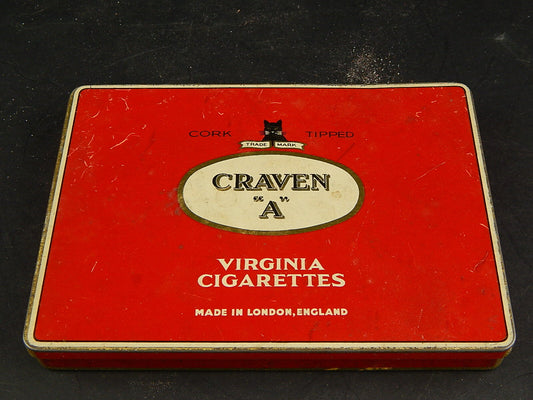 CORK TIPPED
TRADE MARK
CRAVEN
"A"
VIRGINIA
CIGARETTES
MADE IN LONDON, ENGLAND